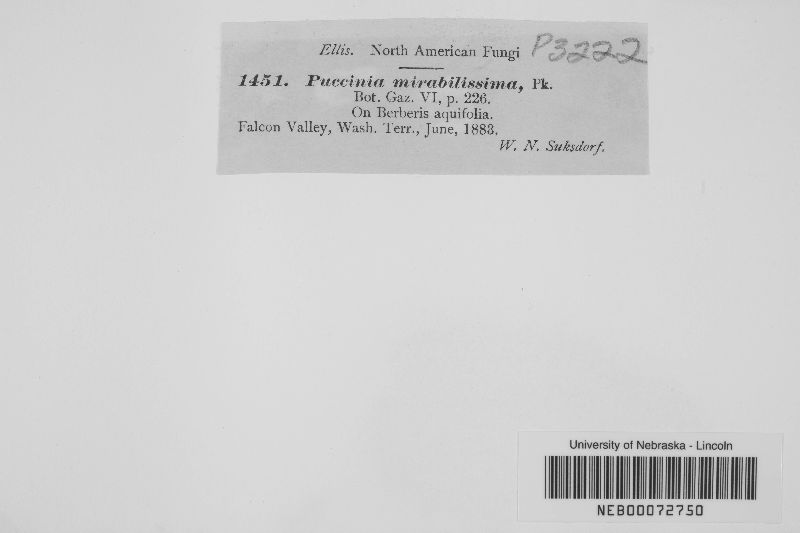 Ellis. North American Fungi P3222
1451. Puccinia mirabilissima, Pk.
Bot. Gaz. VI, p. 226.
On Berberis aquifolia.
Falcon Valley, Wash. Terr., June, 1883.
W. N. Suksdorf.
University of Nebraska - Lincoln
NEB00072750